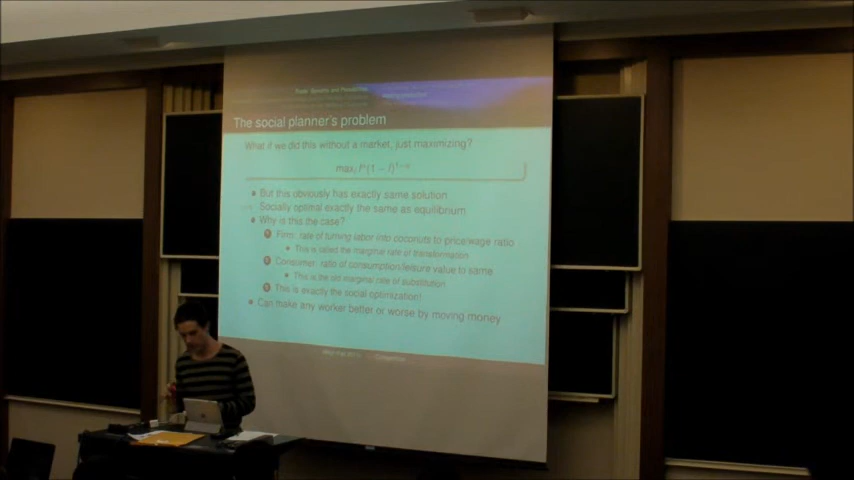 The social planner's problem
What if we did this without a market, just maximizing?
max_l l^α(1 − l)^{1−α}
But this obviously has exactly same solution
Socially optimal exactly the same as equilibrium
Why is this the case?
Firm: rate of turning labor into coconuts to price/wage ratio
This is called the marginal rate of transformation
Consumer: ratio of consumption/leisure value to same
This is the old marginal rate of substitution
This is exactly the social optimization!
Can make any worker better or worse by moving money